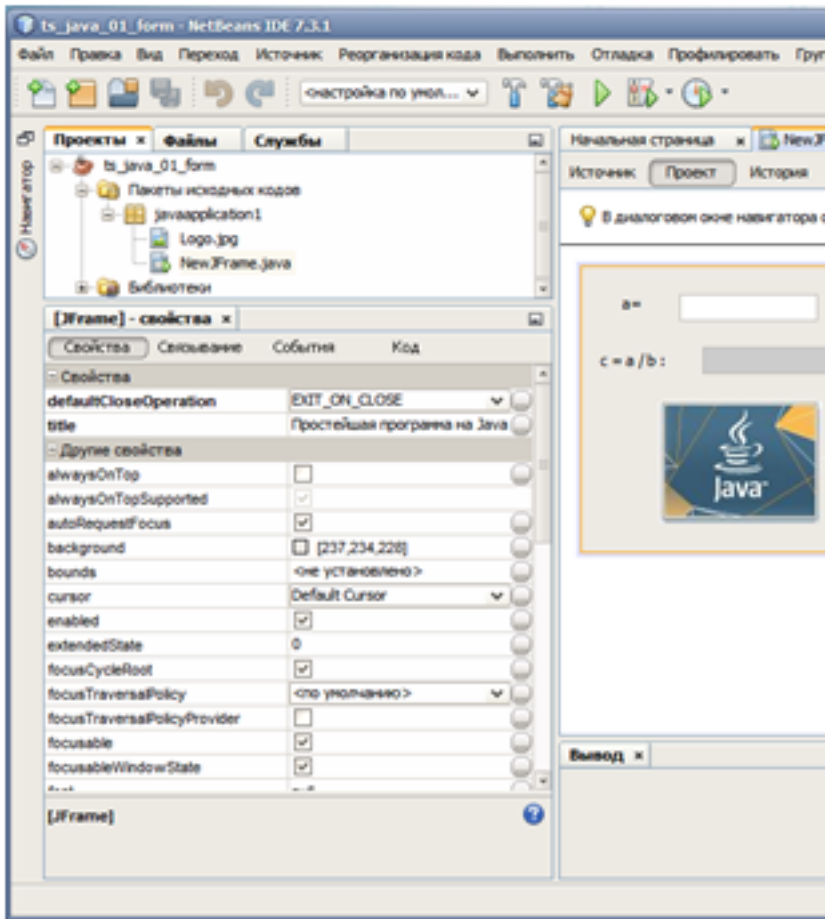 ts_java_01_form - NetBeans IDE 7.3.1
Файл Правка Вид Переход Источник Реорганизация кода Выполнить Отладка Профилировать Груп
<настройка по умол...
Проекты × Файлы Службы
Навигатор
ts_java_01_form
Пакеты исходных кодов
javaapplication1
Logo.jpg
NewJFrame.java
Библиотеки
[JFrame] - свойства ×
Свойства Связывание События Код
Свойства
defaultCloseOperation EXIT_ON_CLOSE
title Простейшая программа на Java
Другие свойства
alwaysOnTop
alwaysOnTopSupported
autoRequestFocus
background [237,234,228]
bounds <не установлено>
cursor Default Cursor
enabled
extendedState 0
focusCycleRoot
focusTraversalPolicy <по умолчанию>
focusTraversalPolicyProvider
focusable
focusableWindowState
[JFrame]
Начальная страница × NewJF
Источник Проект История
В диалоговом окне навигатора
a=
c = a / b :
Java
Вывод ×